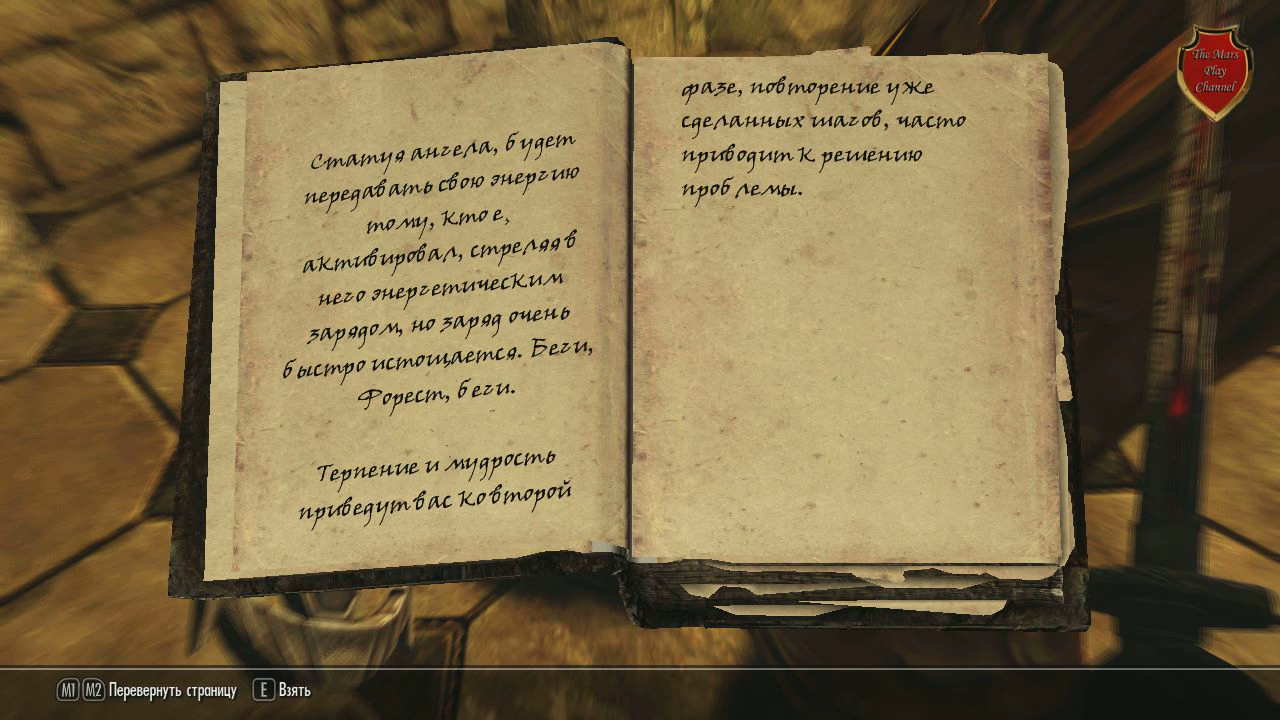 Статуя ангела, будет
передавать свою энергию
тому, кто е,
активировал, стреляя в
него энергетическим
зарядом, но заряд очень
быстро истощается. Беги,
Форест, беги.
Терпение и мудрость
приведут вас ко второй
фазе, повторение уже
сделанных шагов, часто
приводит к решению
проблемы.
The Mars
Play
Channel
M1 M2 Перевернуть страницу E Взять